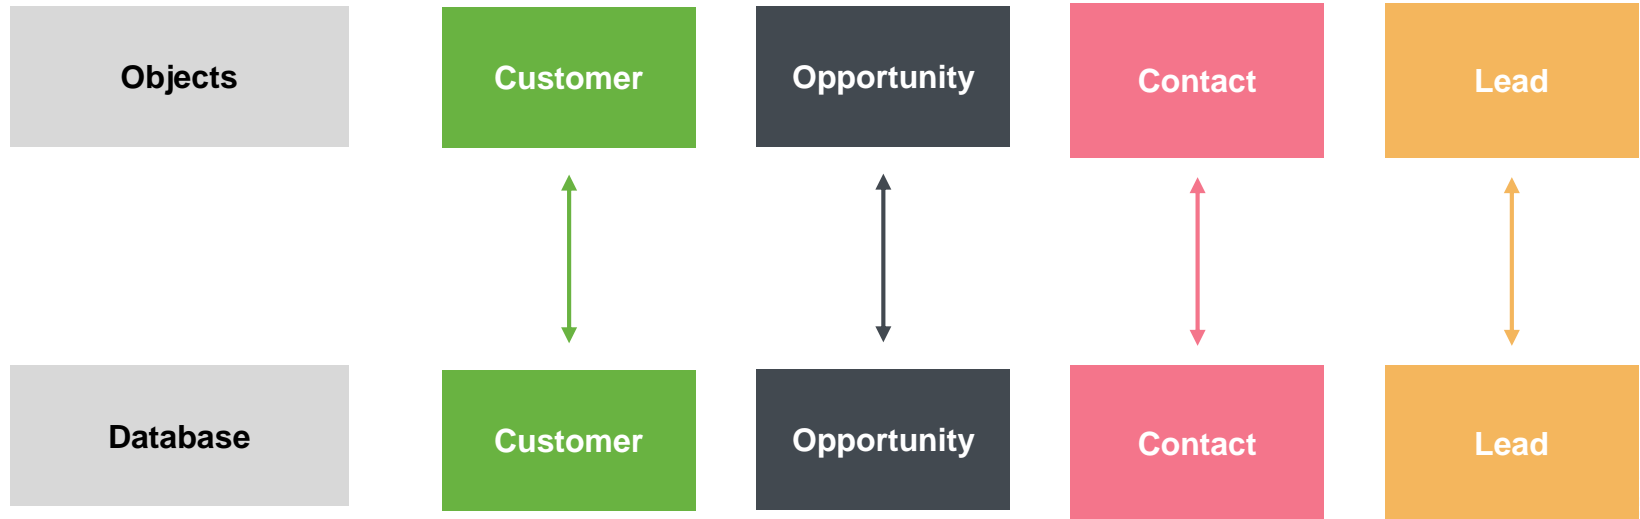 Objects
Customer
Opportunity
Contact
Lead
Database
Customer
Opportunity
Contact
Lead